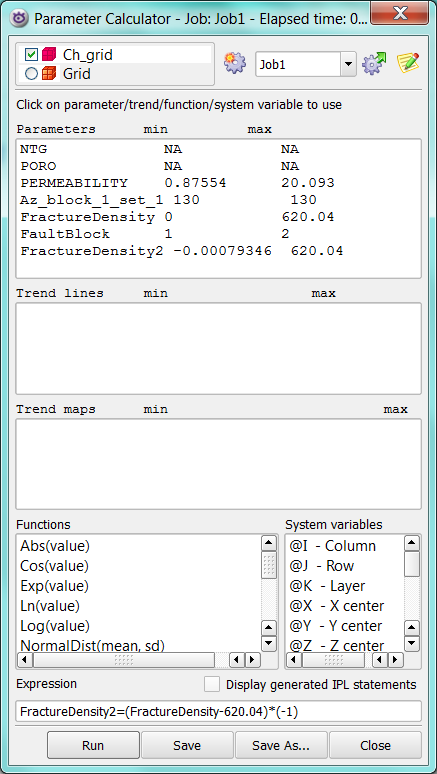 Parameter Calculator - Job: Job1 - Elapsed time: 0...
Ch_grid
Grid
Job1
Click on parameter/trend/function/system variable to use
Parameters min max
NTG NA NA
PORO NA NA
PERMEABILITY 0.87554 20.093
Az_block_1_set_1 130 130
FractureDensity 0 620.04
FaultBlock 1 2
FractureDensity2 -0.00079346 620.04
Trend lines min max
Trend maps min max
Functions System variables
Abs(value) @I - Column
Cos(value) @J - Row
Exp(value) @K - Layer
Ln(value) @X - X center
Log(value) @Y - Y center
NormalDist(mean, sd) @Z - Z center
Expression Display generated IPL statements
FractureDensity2=(FractureDensity-620.04)*(-1)
Run Save Save As... Close